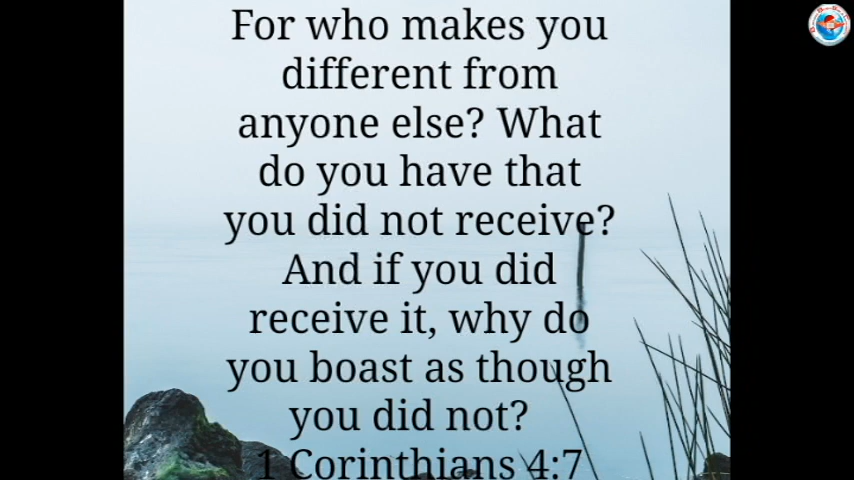 For who makes you
different from
anyone else? What
do you have that
you did not receive?
And if you did
receive it, why do
you boast as though
you did not?
1 Corinthians 4:7